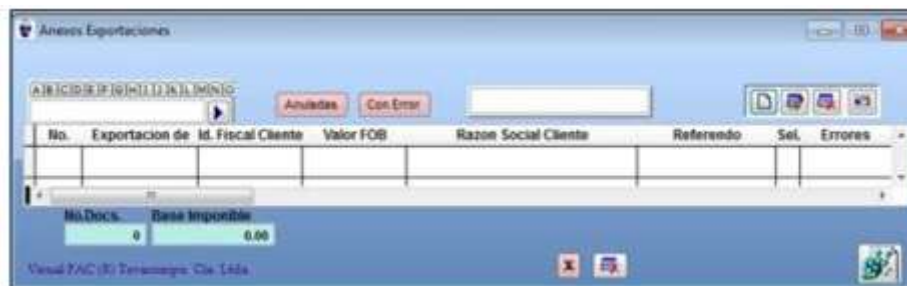 Anexos Exportaciones
A B C D E F G H I J K L M N O
Anuladas Con Error
No. Exportacion de Id. Fiscal Cliente Valor FOB Razon Social Cliente Referendo Sel. Errores
No.Docs. Base Imponible
0 0.00
Visual FAC (R) Cia. Ltda.